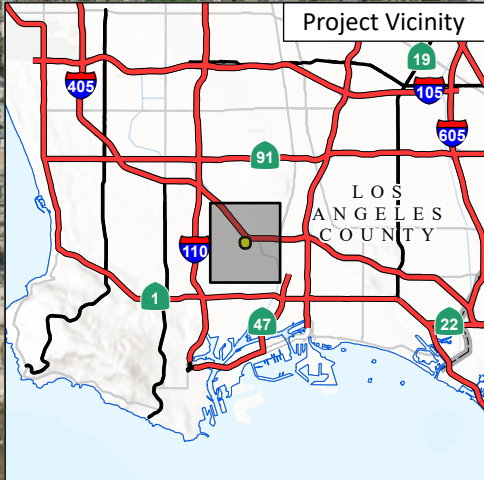 Project Vicinity
19
405
105
605
91
LOS
ANGELES
COUNTY
110
1
47
22